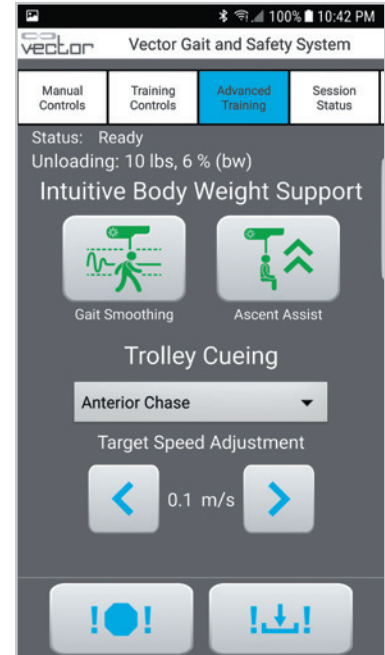 100% 10:42 PM
vector Vector Gait and Safety System
Manual Controls
Training Controls
Advanced Training
Session Status
Status: Ready
Unloading: 10 lbs, 6 % (bw)
Intuitive Body Weight Support
Gait Smoothing
Ascent Assist
Trolley Cueing
Anterior Chase
Target Speed Adjustment
0.1 m/s
! !
! !